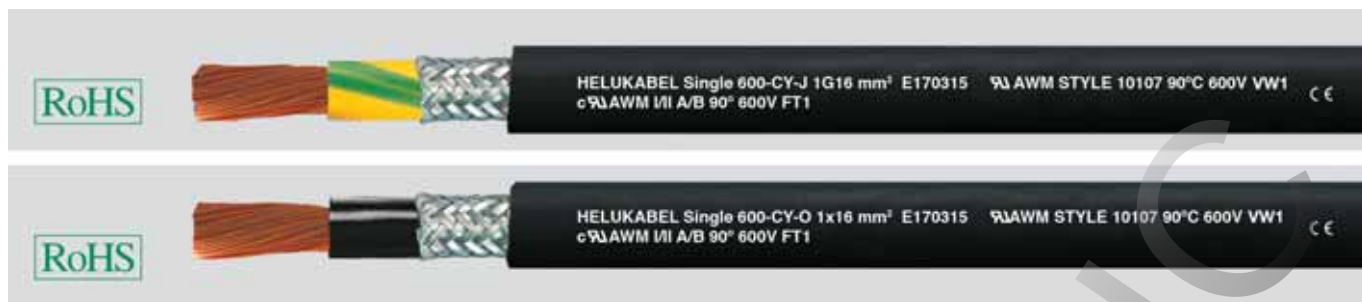 RoHS
HELUKABEL Single 600-CY-J 1G16 mm² E170315 AWM STYLE 10107 90°C 600V VW1
c AWM I/II A/B 90° 600V FT1
CE
RoHS
HELUKABEL Single 600-CY-O 1x16 mm² E170315 AWM STYLE 10107 90°C 600V VW1
c AWM I/II A/B 90° 600V FT1
CE